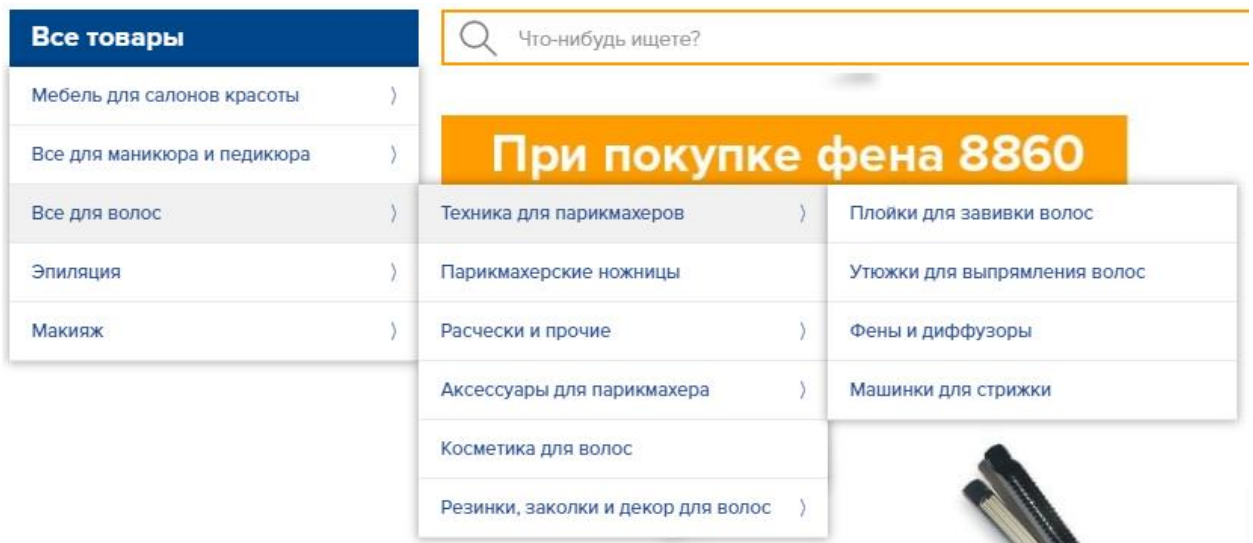 Все товары
Что-нибудь ищете?
Мебель для салонов красоты
Все для маникюра и педикюра
При покупке фена 8860
Все для волос
Техника для парикмахеров
Плойки для завивки волос
Эпиляция
Парикмахерские ножницы
Утюжки для выпрямления волос
Макияж
Расчески и прочие
Фены и диффузоры
Аксессуары для парикмахера
Машинки для стрижки
Косметика для волос
Резинки, заколки и декор для волос